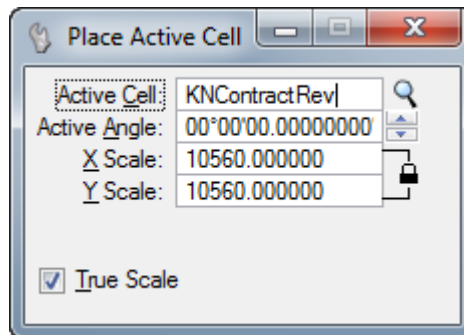 Place Active Cell
Active Cell: KNContractRev
Active Angle: 00°00'00.00000000'
X Scale: 10560.000000
Y Scale: 10560.000000
True Scale